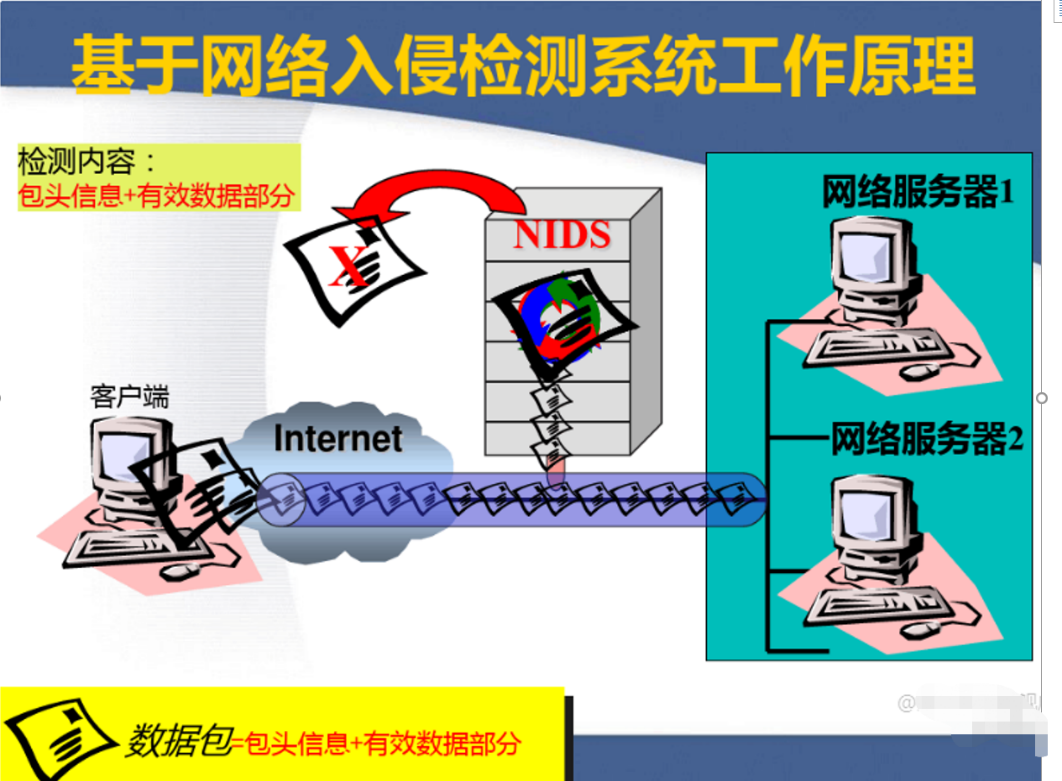 基于网络入侵检测系统工作原理
检测内容：
包头信息+有效数据部分
X
NIDS
网络服务器1
客户端
Internet
网络服务器2
数据包=包头信息+有效数据部分